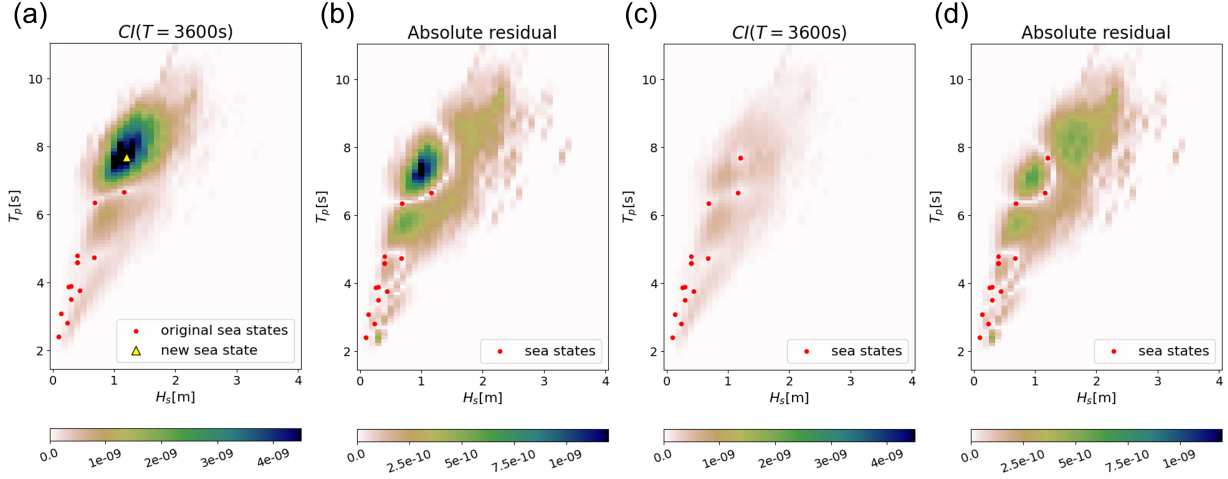 (a)
CI(T = 3600s)
10
8
6
4
2
T_p[s]
original sea states
new sea state
0 1 2 3 4
H_s[m]
0.0 1e-09 2e-09 3e-09 4e-09
(b)
Absolute residual
10
8
6
4
2
T_p[s]
sea states
0 1 2 3 4
H_s[m]
0.0 2.5e-10 5e-10 7.5e-10 1e-09
(c)
CI(T = 3600s)
10
8
6
4
2
T_p[s]
sea states
0 1 2 3 4
H_s[m]
0.0 1e-09 2e-09 3e-09 4e-09
(d)
Absolute residual
10
8
6
4
2
T_p[s]
sea states
0 1 2 3 4
H_s[m]
0.0 2.5e-10 5e-10 7.5e-10 1e-09